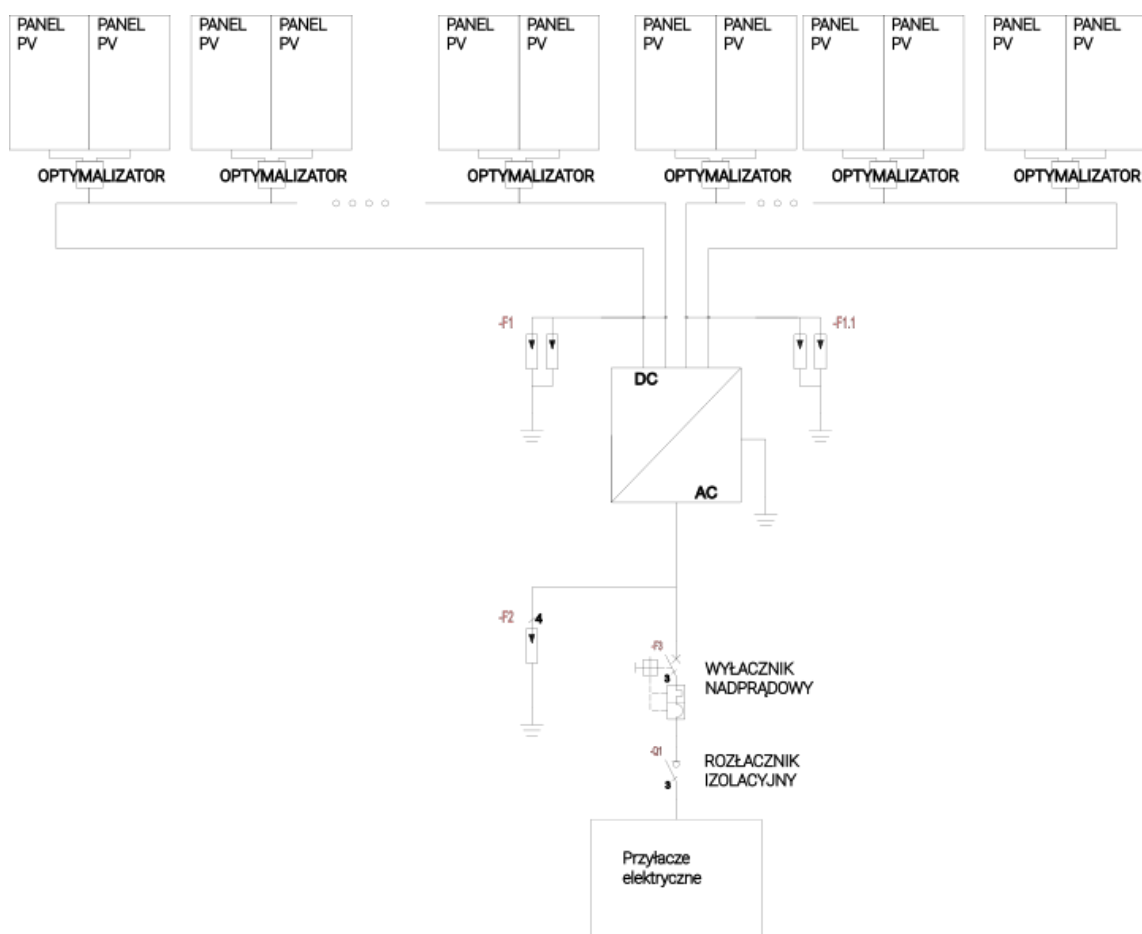 PANEL PV
PANEL PV
PANEL PV
PANEL PV
PANEL PV
PANEL PV
PANEL PV
PANEL PV
PANEL PV
PANEL PV
PANEL PV
PANEL PV
OPTYMALIZATOR
OPTYMALIZATOR
OPTYMALIZATOR
OPTYMALIZATOR
OPTYMALIZATOR
OPTYMALIZATOR
-F1
-F1.1
DC
AC
-F2
4
-F3
3
WYŁACZNIK
NADPRĄDOWY
-Q1
3
ROZŁACZNIK
IZOLACYJNY
Przyłacze
elektryczne